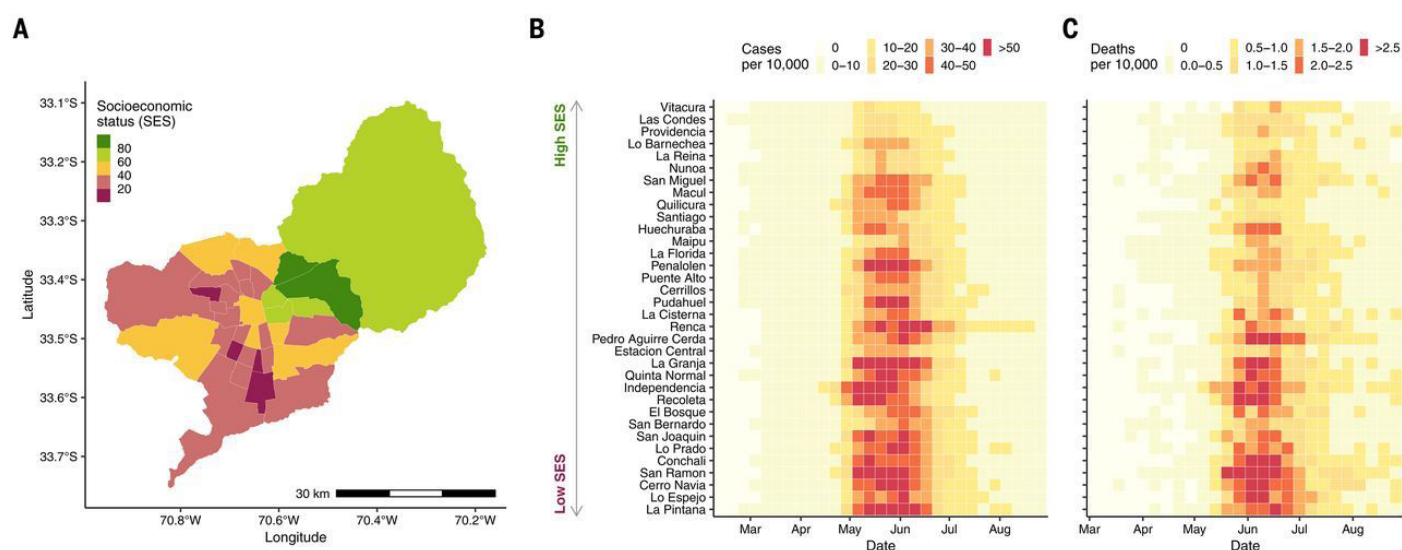 A
33.1°S
33.2°S
33.3°S
33.4°S
33.5°S
33.6°S
33.7°S
Latitude
Socioeconomic
status (SES)
80
60
40
20
30 km
70.8°W
70.6°W
70.4°W
70.2°W
Longitude
B
Cases
per 10,000
0
0–10
10–20
20–30
30–40
40–50
>50
High SES
Low SES
Vitacura
Las Condes
Providencia
Lo Barnechea
La Reina
Nunoa
San Miguel
Macul
Quilicura
Santiago
Huechuraba
Maipu
La Florida
Penalolen
Puente Alto
Cerrillos
Pudahuel
La Cisterna
Renca
Pedro Aguirre Cerda
Estacion Central
La Granja
Quinta Normal
Independencia
Recoleta
El Bosque
San Bernardo
San Joaquin
Lo Prado
Conchali
San Ramon
Cerro Navia
Lo Espejo
La Pintana
Mar
Apr
May
Jun
Jul
Aug
Date
C
Deaths
per 10,000
0
0.0–0.5
0.5–1.0
1.0–1.5
1.5–2.0
2.0–2.5
>2.5
Mar
Apr
May
Jun
Jul
Aug
Date